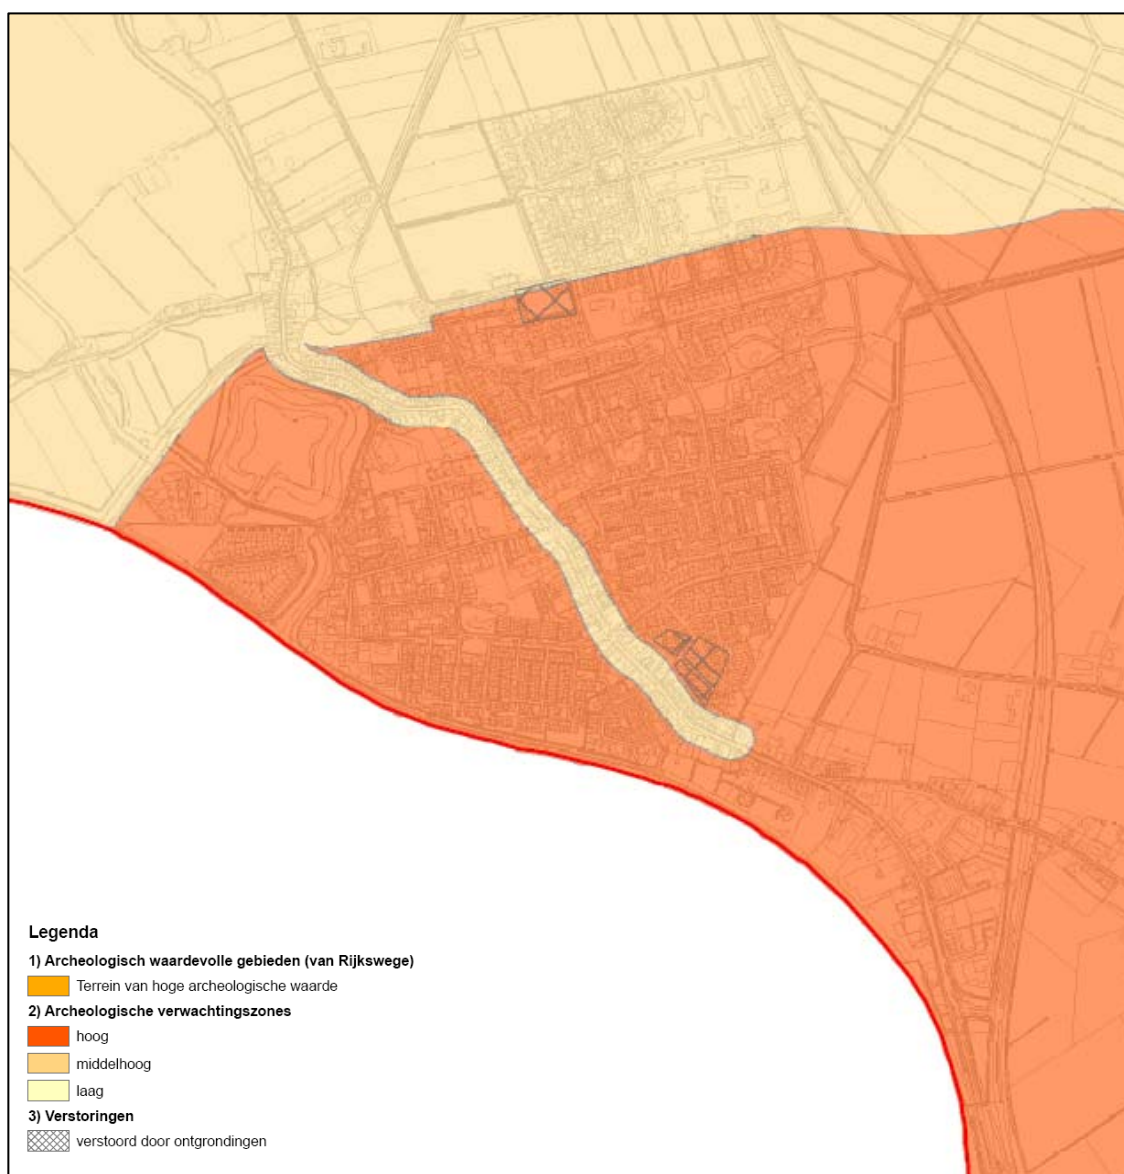 Legenda
1) Archeologisch waardevolle gebieden (van Rijkswege)
Terrein van hoge archeologische waarde
2) Archeologische verwachtingszones
hoog
middelhoog
laag
3) Verstoringen
verstoord door ontgrondingen